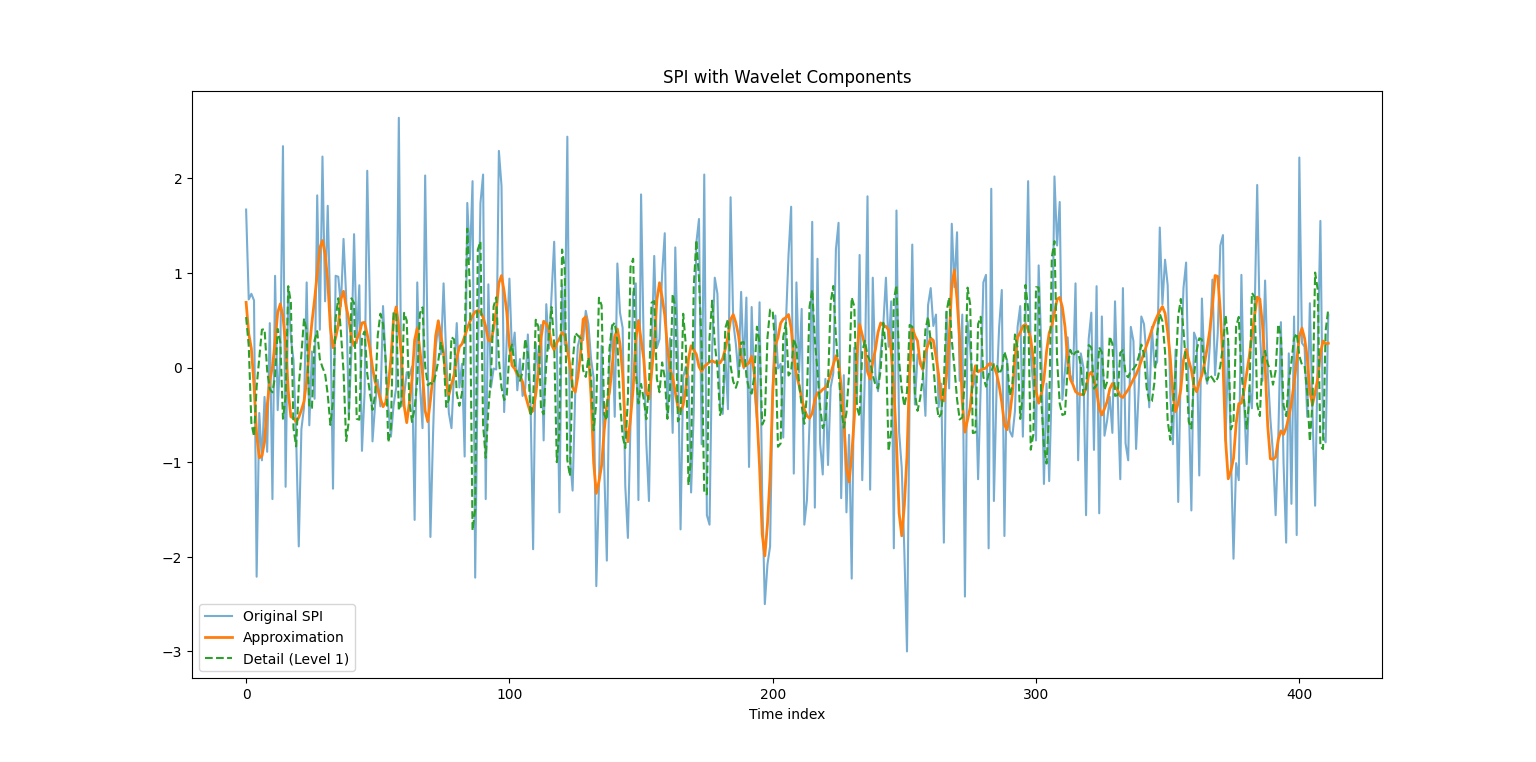 SPI with Wavelet Components
2
1
0
−1
−2
−3
Original SPI
Approximation
Detail (Level 1)
0 100 200 300 400
Time index